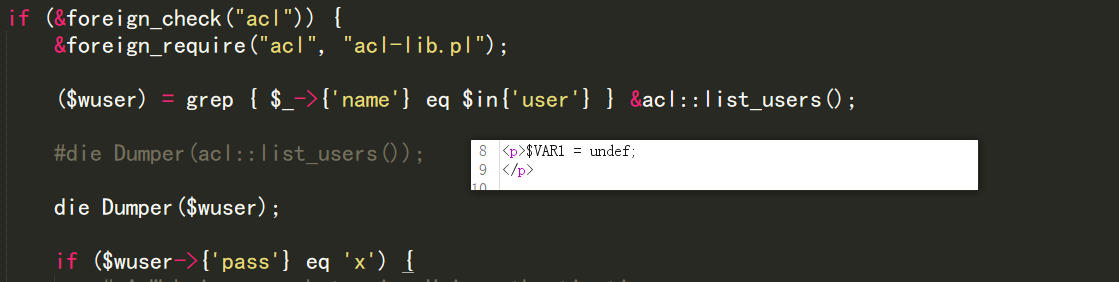 if (&foreign_check("acl")) {
&foreign_require("acl", "acl-lib.pl");
($wuser) = grep { $_->{'name'} eq $in{'user'} } &acl::list_users();
#die Dumper(acl::list_users());
8 <p>$VAR1 = undef;
9 </p>
10
die Dumper($wuser);
if ($wuser->{'pass'} eq 'x') {